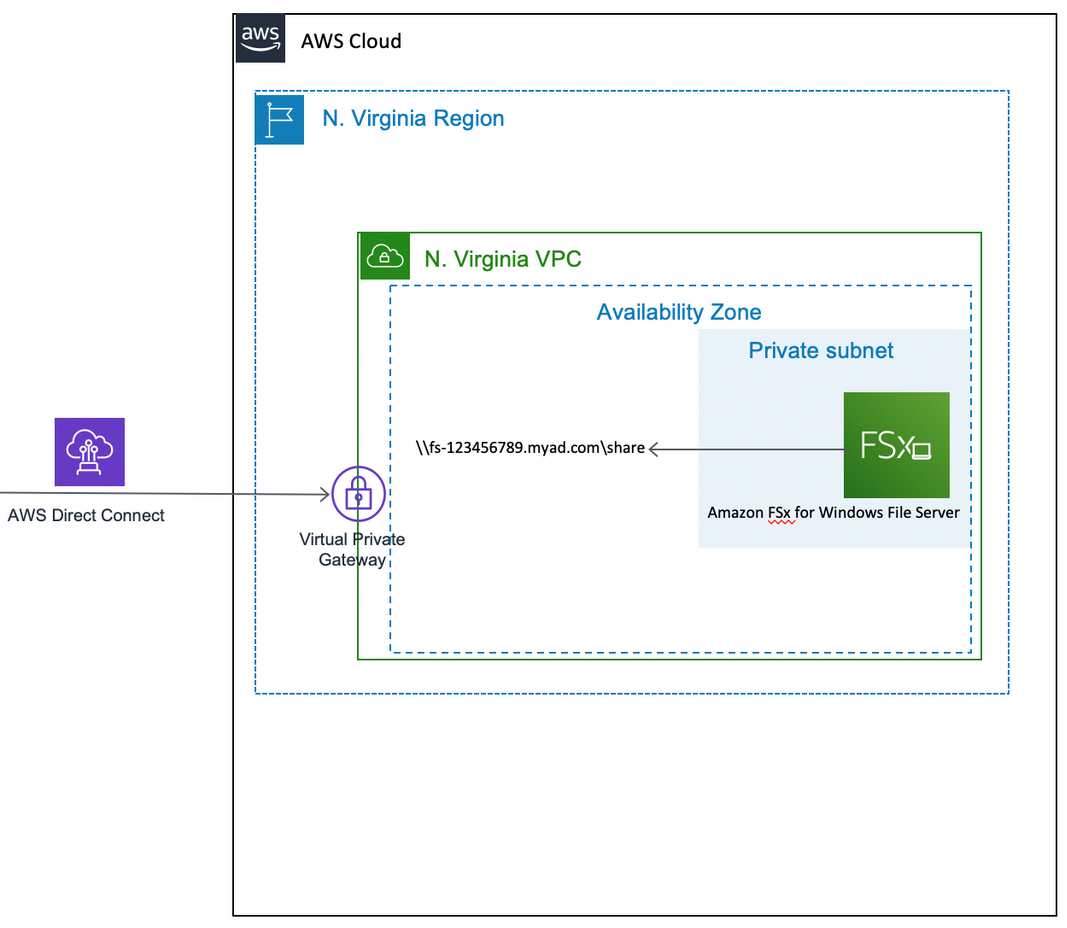 aws
AWS Cloud
N. Virginia Region
N. Virginia VPC
Availability Zone
Private subnet
\\fs-123456789.myad.com\share
FSx
Amazon FSx for Windows File Server
AWS Direct Connect
Virtual Private
Gateway